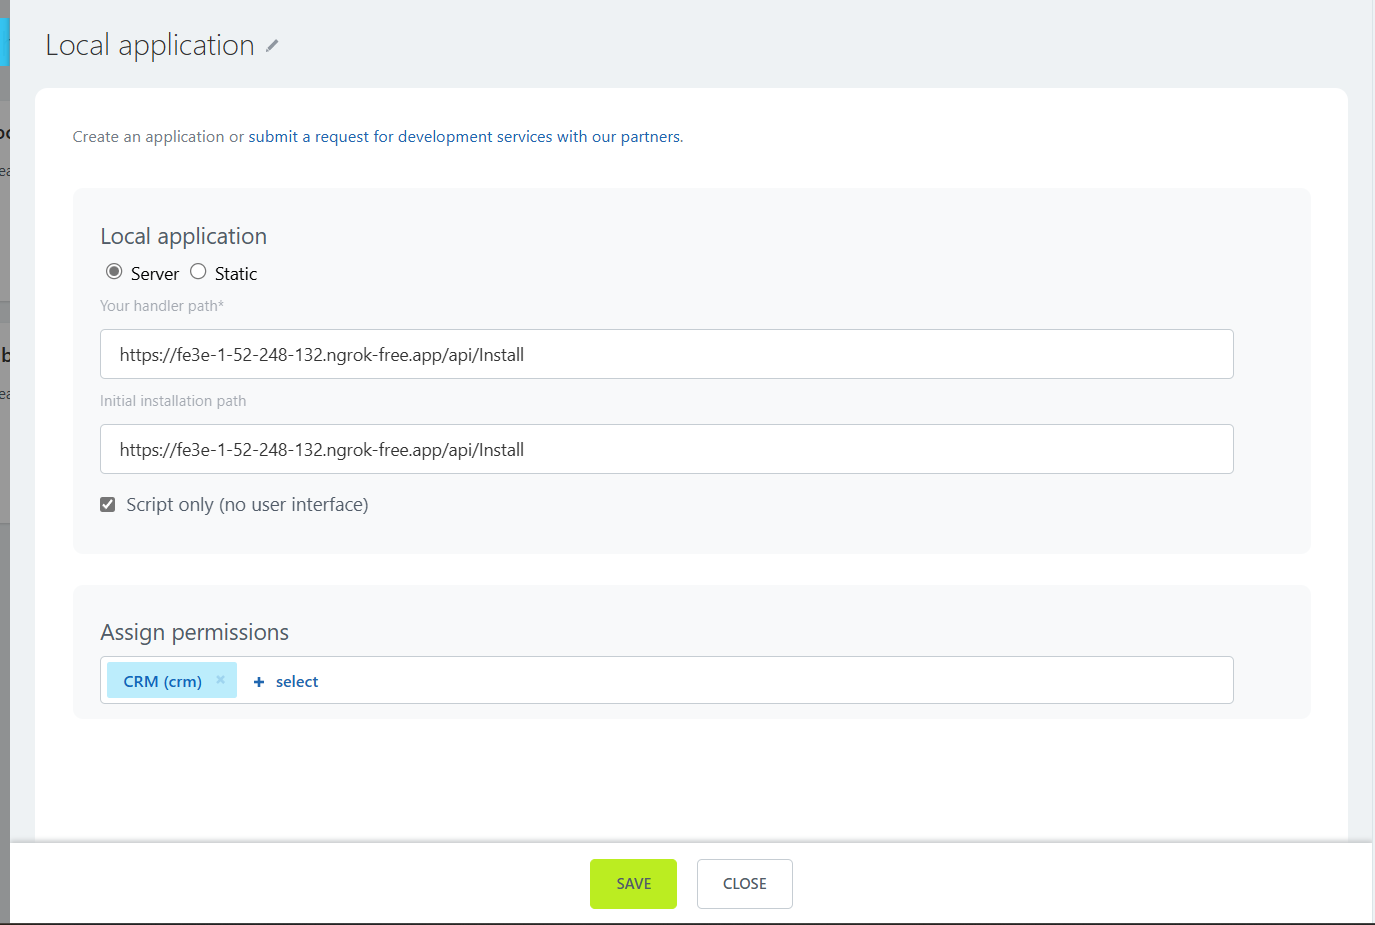 Local application
Create an application or submit a request for development services with our partners.
Local application
Server Static
Your handler path*
https://fe3e-1-52-248-132.ngrok-free.app/api/Install
Initial installation path
https://fe3e-1-52-248-132.ngrok-free.app/api/Install
Script only (no user interface)
Assign permissions
CRM (crm) × + select
SAVE CLOSE